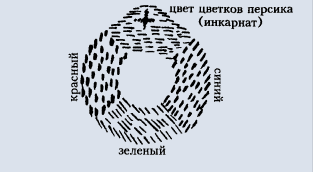 цвет цветков персика
(инкарнат)
красный
синий
зеленый